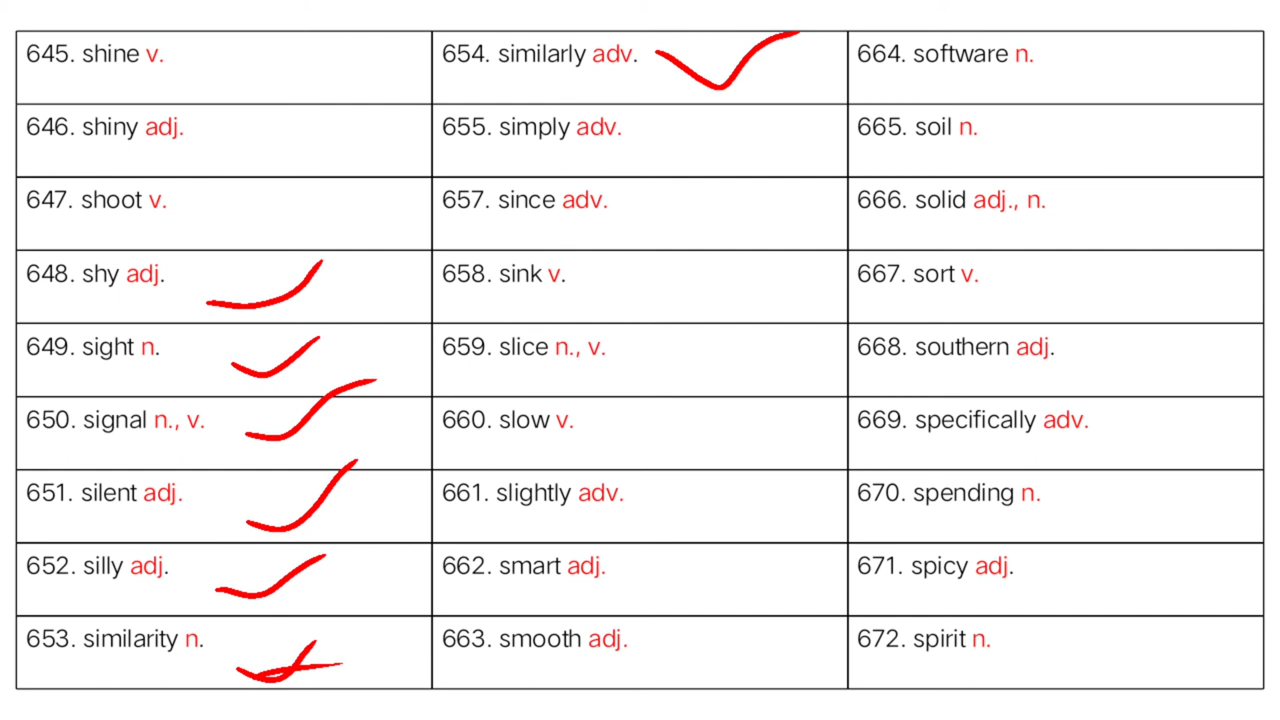 645. shine v.
646. shiny adj.
647. shoot v.
648. shy adj.
649. sight n.
650. signal n., v.
651. silent adj.
652. silly adj.
653. similarity n.
654. similarly adv.
655. simply adv.
657. since adv.
658. sink v.
659. slice n., v.
660. slow v.
661. slightly adv.
662. smart adj.
663. smooth adj.
664. software n.
665. soil n.
666. solid adj., n.
667. sort v.
668. southern adj.
669. specifically adv.
670. spending n.
671. spicy adj.
672. spirit n.